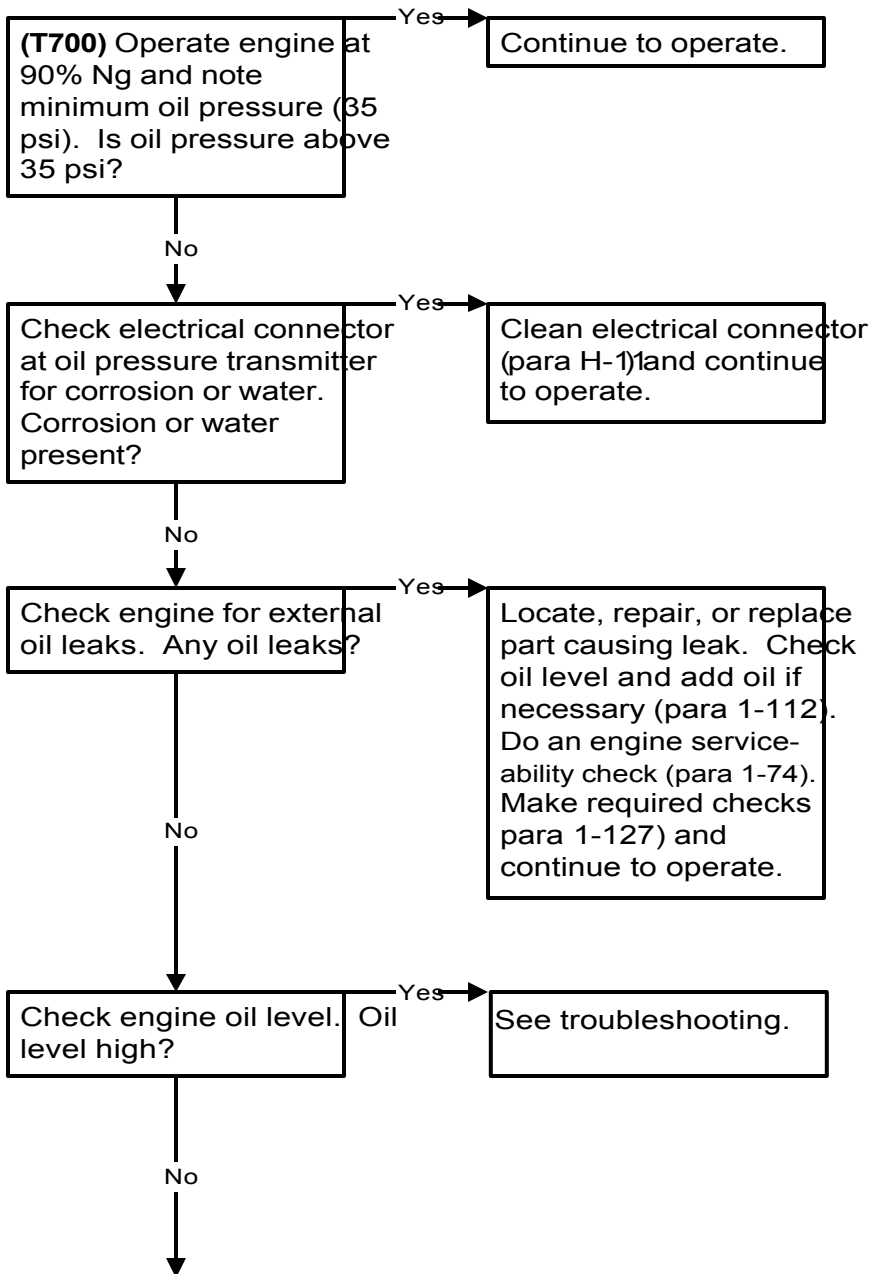 Yes
(T700) Operate engine at
90% Ng and note
minimum oil pressure (35
psi).  Is oil pressure above
35 psi?
Continue to operate.
No
Yes
Check electrical connector
at oil pressure transmitter
for corrosion or water.
Corrosion or water
present?
Clean electrical connector
(para H-1)1and continue
to operate.
No
Yes
Check engine for external
oil leaks.  Any oil leaks?
Locate, repair, or replace
part causing leak.  Check
oil level and add oil if
necessary (para 1-112).
Do an engine service-
ability check (para 1-74).
Make required checks
para 1-127) and
continue to operate.
No
Yes
Check engine oil level.  Oil
level high?
See troubleshooting.
No